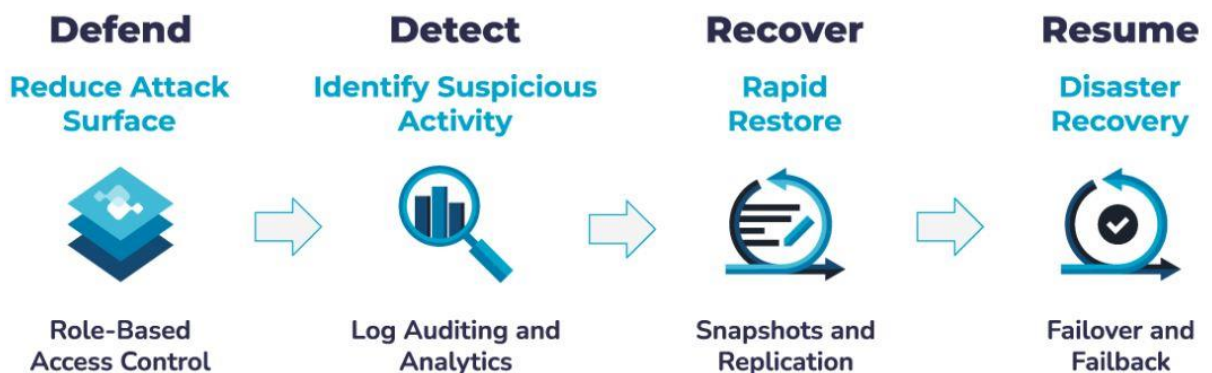 Defend
Reduce Attack
Surface
Role-Based
Access Control
Detect
Identify Suspicious
Activity
Log Auditing and
Analytics
Recover
Rapid
Restore
Snapshots and
Replication
Resume
Disaster
Recovery
Failover and
Failback